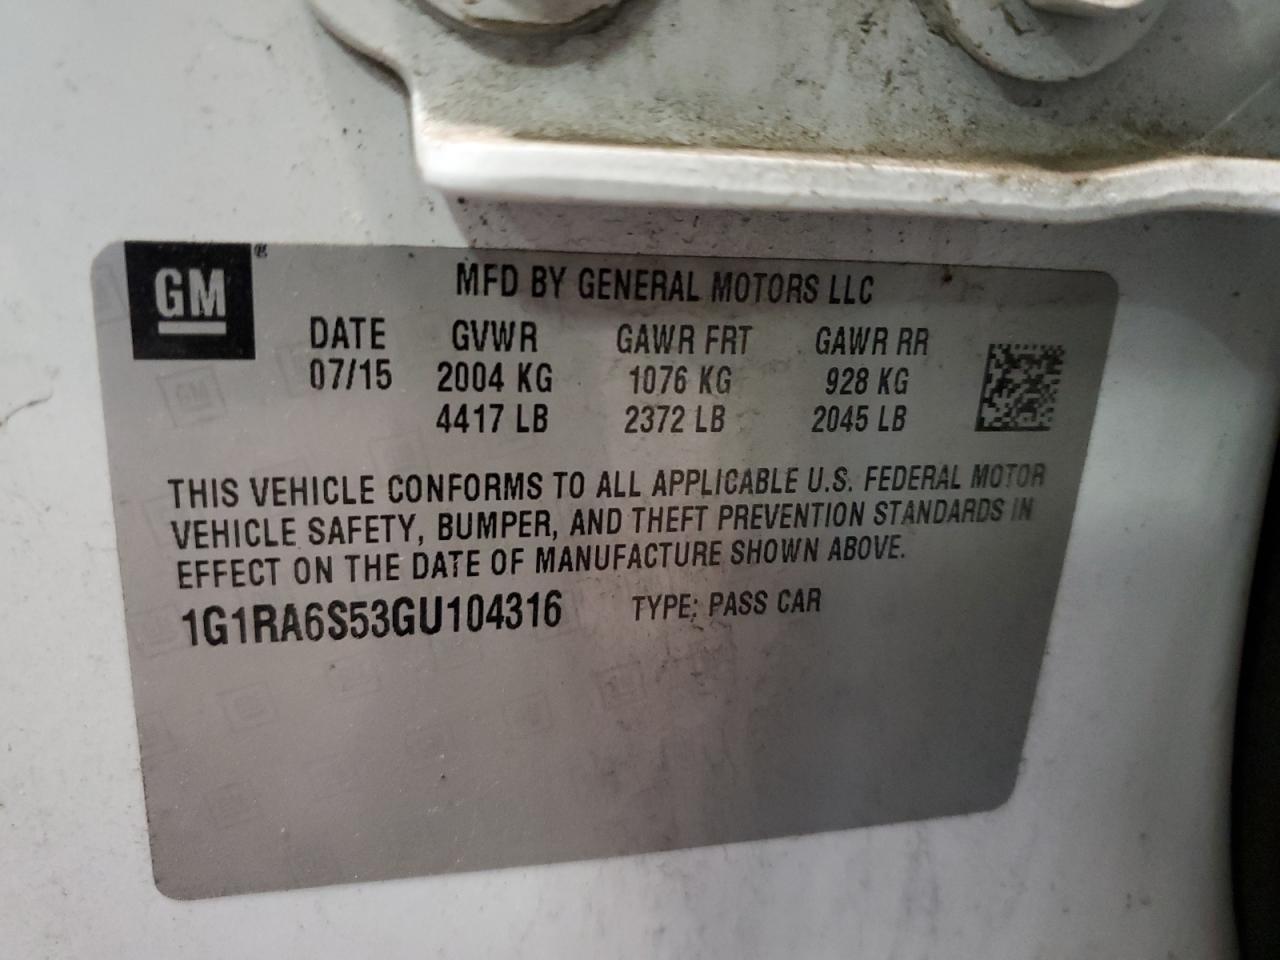 GM ®
MFD BY GENERAL MOTORS LLC
DATE GVWR GAWR FRT GAWR RR
07/15 2004 KG 1076 KG 928 KG
4417 LB 2372 LB 2045 LB
THIS VEHICLE CONFORMS TO ALL APPLICABLE U.S. FEDERAL MOTOR
VEHICLE SAFETY, BUMPER, AND THEFT PREVENTION STANDARDS IN
EFFECT ON THE DATE OF MANUFACTURE SHOWN ABOVE.
1G1RA6S53GU104316 TYPE: PASS CAR